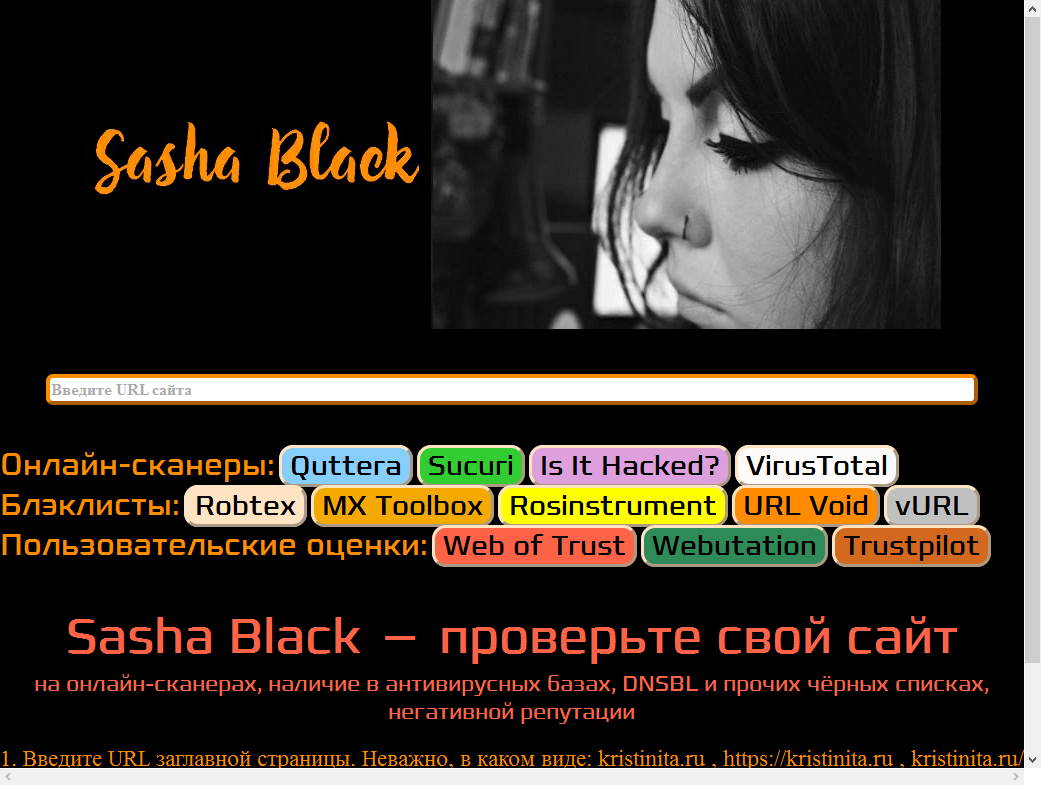 Sasha Black
Введите URL сайта
Онлайн-сканеры: Quttera Sucuri Is It Hacked? VirusTotal
Блэклисты: Robtex MX Toolbox Rosinstrument URL Void vURL
Пользовательские оценки: Web of Trust Webutation Trustpilot
Sasha Black — проверьте свой сайт
на онлайн-сканерах, наличие в антивирусных базах, DNSBL и прочих чёрных списках,
негативной репутации
1. Введите URL заглавной страницы. Неважно, в каком виде: kristinita.ru , https://kristinita.ru , kristinita.ru/